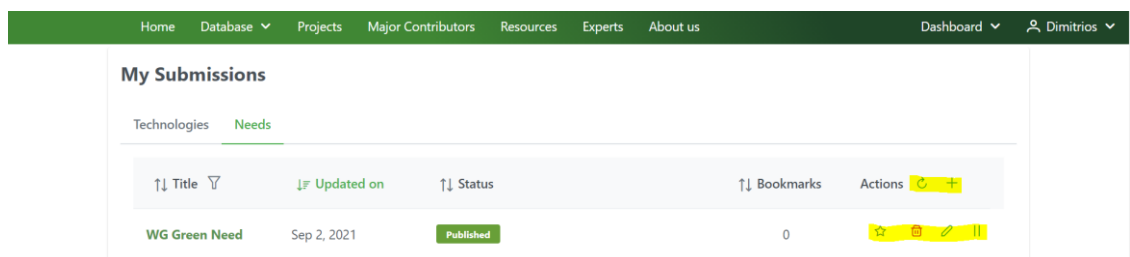 Home Database Projects Major Contributors Resources Experts About us Dashboard Dimitrios
My Submissions
Technologies Needs
Title Updated on Status Bookmarks Actions
WG Green Need Sep 2, 2021 Published 0